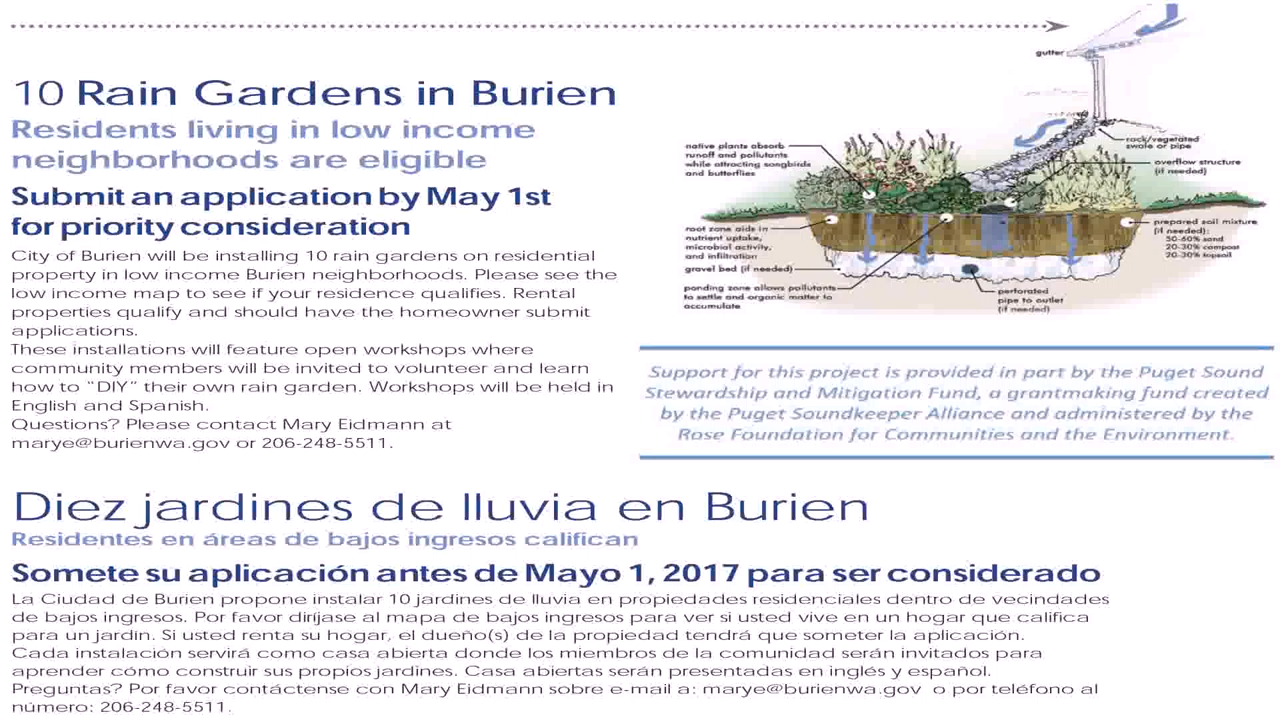 10 Rain Gardens in Burien
Residents living in low income
neighborhoods are eligible
Submit an application by May 1st
for priority consideration
City of Burien will be installing 10 rain gardens on residential
property in low income Burien neighborhoods. Please see the
low income map to see if your residence qualifies. Rental
properties qualify and should have the homeowner submit
applications.
These installations will feature open workshops where
community members will be invited to volunteer and learn
how to "DIY" their own rain garden. Workshops will be held in
English and Spanish.
Questions? Please contact Mary Eidmann at
marye@burienwa.gov or 206-248-5511.
gutter
native plants absorb
runoff and pollutants
while attracting songbirds
and butterflies
rock/vegetated
swale or pipe
overflow structure
(if needed)
root zone aids in
nutrient uptake,
microbial activity,
and infiltration
gravel bed (if needed)
ponding zone allows pollutants
to settle and organic matter to
accumulate
prepared soil mixture
(if needed):
50-60% sand
20-30% compost
20-30% topsoil
perforated
pipe to outlet
(if needed)
Support for this project is provided in part by the Puget Sound
Stewardship and Mitigation Fund, a grantmaking fund created
by the Puget Soundkeeper Alliance and administered by the
Rose Foundation for Communities and the Environment.
Diez jardines de lluvia en Burien
Residentes en áreas de bajos ingresos califican
Somete su aplicación antes de Mayo 1, 2017 para ser considerado
La Ciudad de Burien propone instalar 10 jardines de lluvia en propiedades residenciales dentro de vecindades
de bajos ingresos. Por favor diríjase al mapa de bajos ingresos para ver si usted vive en un hogar que califica
para un jardín. Si usted renta su hogar, el dueño(s) de la propiedad tendrá que someter la aplicación.
Cada instalación servirá como casa abierta donde los miembros de la comunidad serán invitados para
aprender cómo construir sus propios jardines. Casa abiertas serán presentadas en inglés y español.
Preguntas? Por favor contáctense con Mary Eidmann sobre e-mail a: marye@burienwa.gov o por teléfono al
número: 206-248-5511.